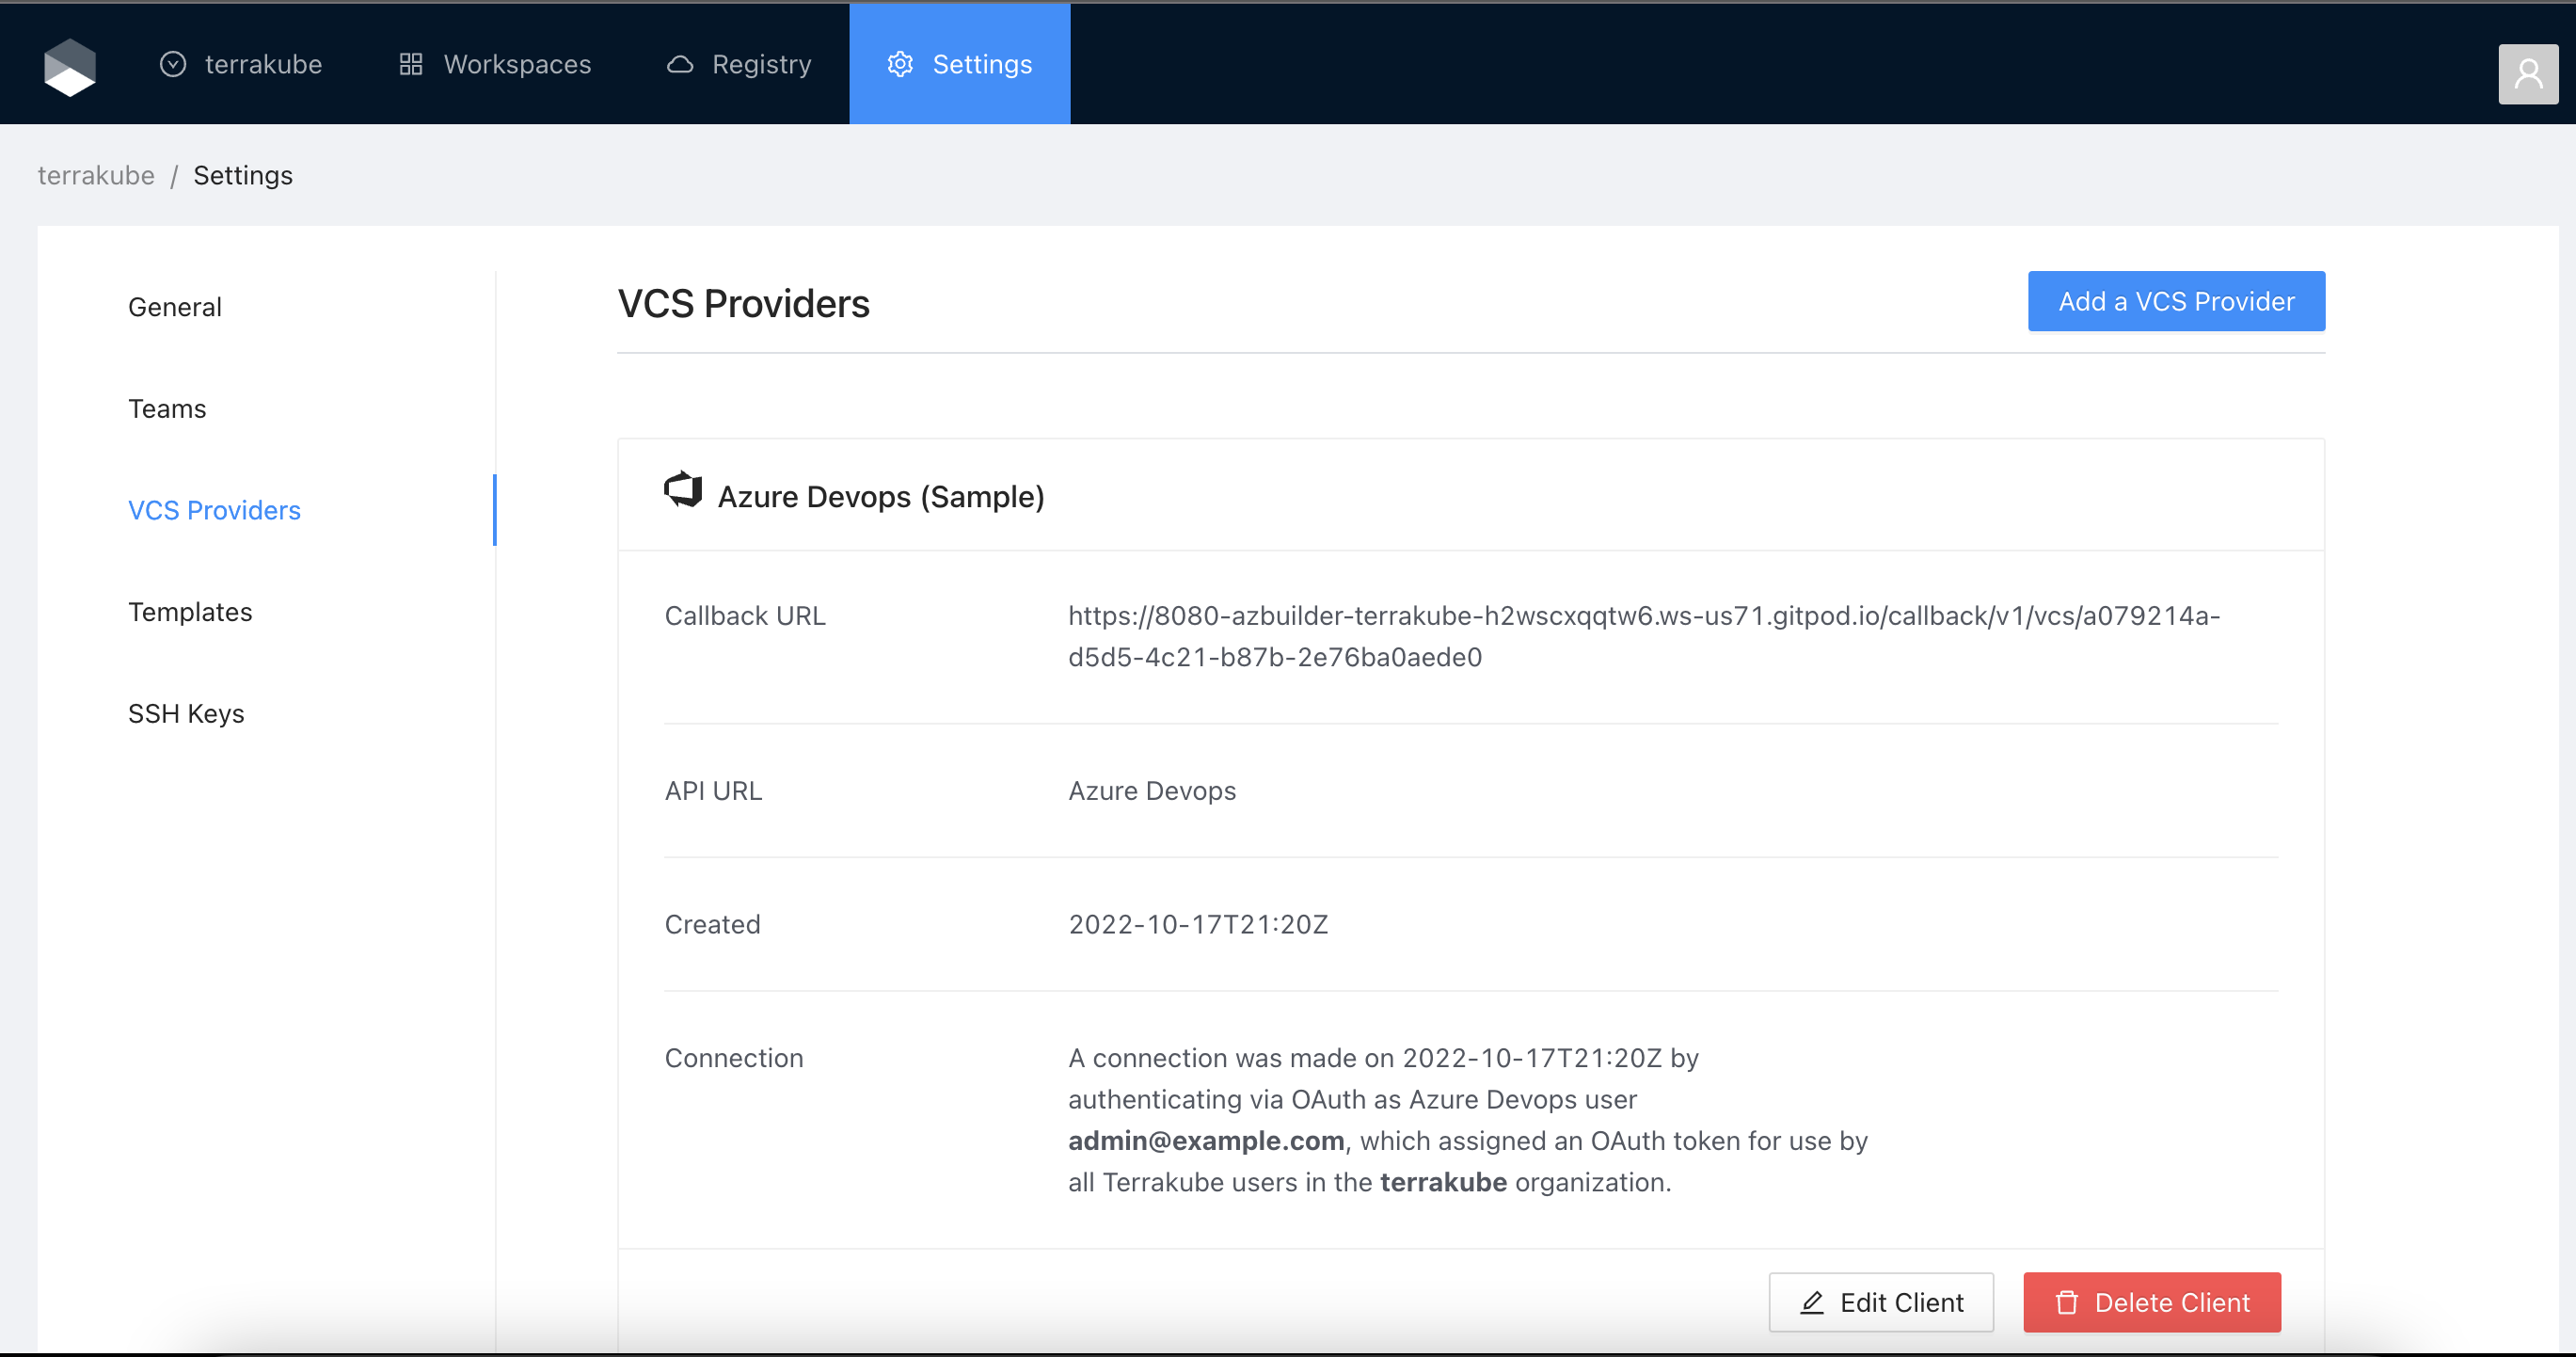 terrakube
Workspaces
Registry
Settings
terrakube / Settings
General
Teams
VCS Providers
Templates
SSH Keys
VCS Providers
Add a VCS Provider
Azure Devops (Sample)
Callback URL
https://8080-azbuilder-terrakube-h2wscxqqtw6.ws-us71.gitpod.io/callback/v1/vcs/a079214a-
d5d5-4c21-b87b-2e76ba0aede0
API URL
Azure Devops
Created
2022-10-17T21:20Z
Connection
A connection was made on 2022-10-17T21:20Z by
authenticating via OAuth as Azure Devops user
admin@example.com, which assigned an OAuth token for use by
all Terrakube users in the terrakube organization.
Edit Client
Delete Client